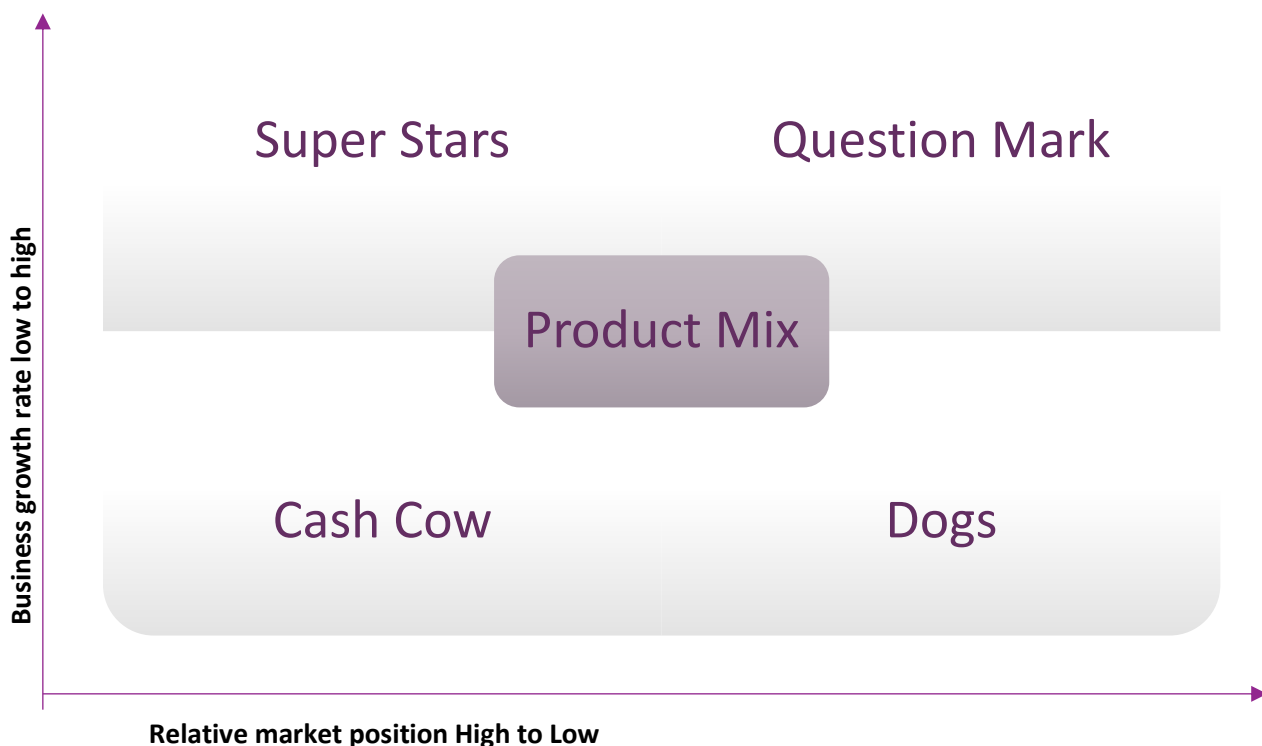 Super Stars
Question Mark
Business growth rate low to high
Product Mix
Cash Cow
Dogs
Relative market position High to Low